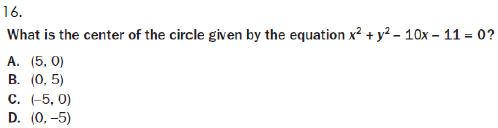 16.
What is the center of the circle given by the equation x² + y² – 10x – 11 = 0?
A. (5, 0)
B. (0, 5)
C. (–5, 0)
D. (0, –5)